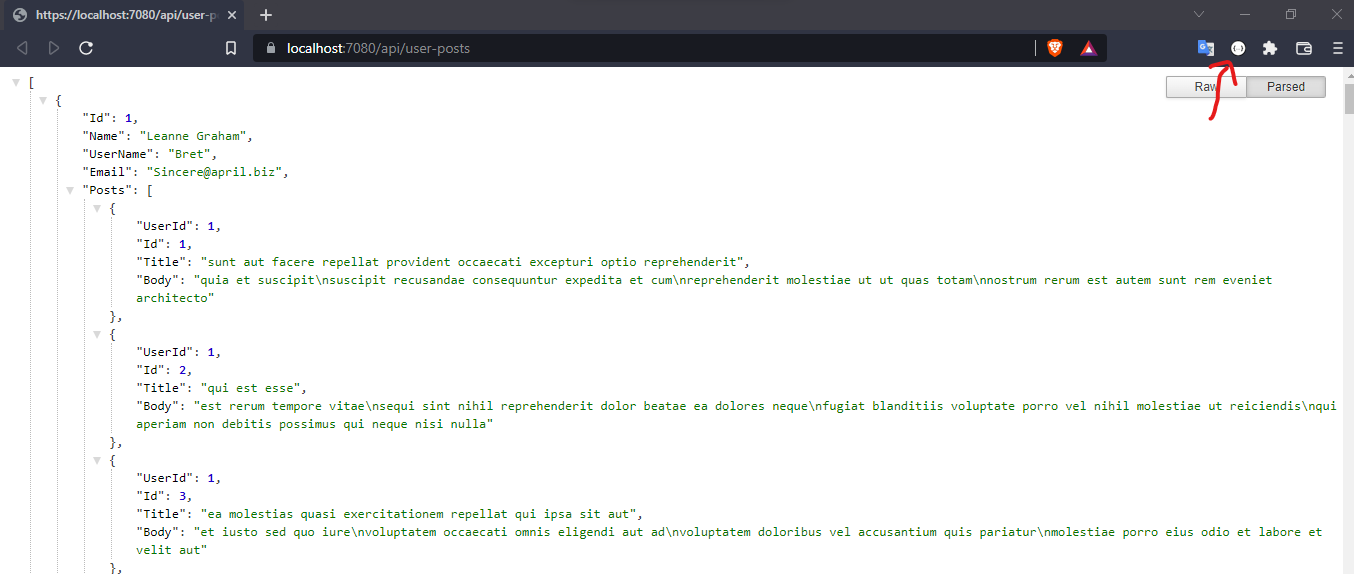 https://localhost:7080/api/user-p
localhost:7080/api/user-posts
Raw Parsed
[
{
"Id": 1,
"Name": "Leanne Graham",
"UserName": "Bret",
"Email": "Sincere@april.biz",
"Posts": [
{
"UserId": 1,
"Id": 1,
"Title": "sunt aut facere repellat provident occaecati excepturi optio reprehenderit",
"Body": "quia et suscipit\nsuscipit recusandae consequuntur expedita et cum\nreprehenderit molestiae ut ut quas totam\nnostrum rerum est autem sunt rem eveniet
architecto"
},
{
"UserId": 1,
"Id": 2,
"Title": "qui est esse",
"Body": "est rerum tempore vitae\nsequi sint nihil reprehenderit dolor beatae ea dolores neque\nfugiat blanditiis voluptate porro vel nihil molestiae ut reiciendis\nqui
aperiam non debitis possimus qui neque nisi nulla"
},
{
"UserId": 1,
"Id": 3,
"Title": "ea molestias quasi exercitationem repellat qui ipsa sit aut",
"Body": "et iusto sed quo iure\nvoluptatem occaecati omnis eligendi aut ad\nvoluptatem doloribus vel accusantium quis pariatur\nmolestiae porro eius odio et labore et
velit aut"
},